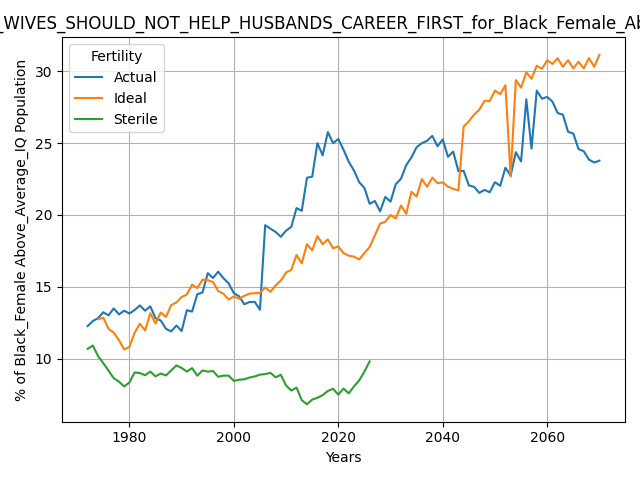 _WIVES_SHOULD_NOT_HELP_HUSBANDS_CAREER_FIRST_for_Black_Female_Ab
Fertility
Actual
Ideal
Sterile
% of Black_Female Above_Average_IQ Population
30
25
20
15
10
1980
2000
2020
2040
2060
Years